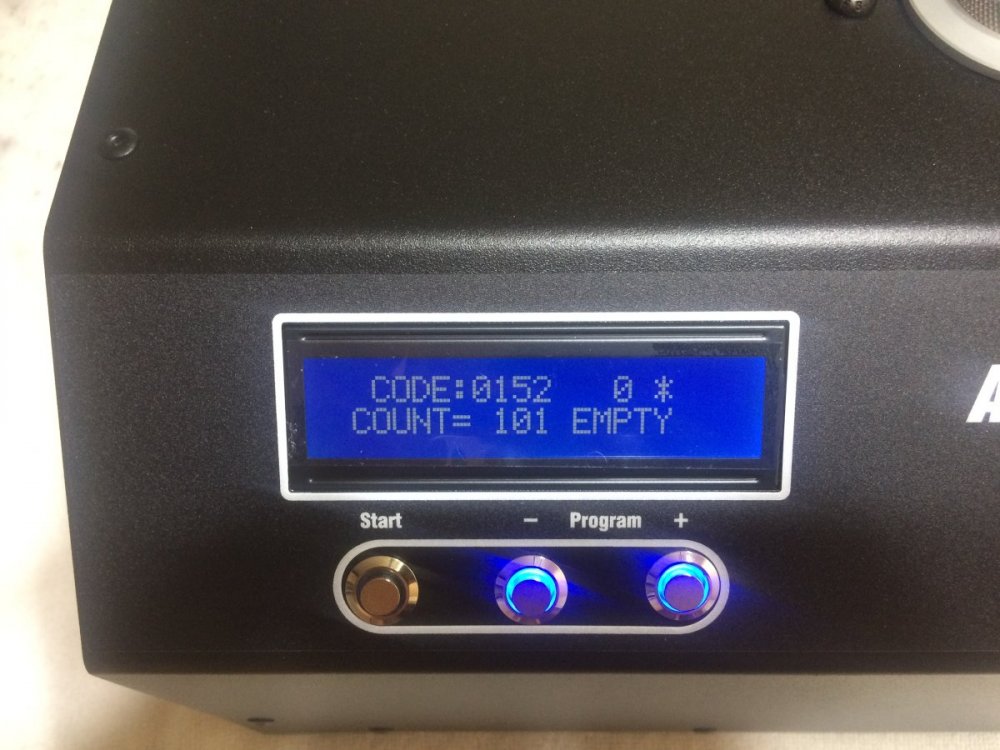 CODE:0152 0 *
COUNT= 101 EMPTY
Start - Program +
A